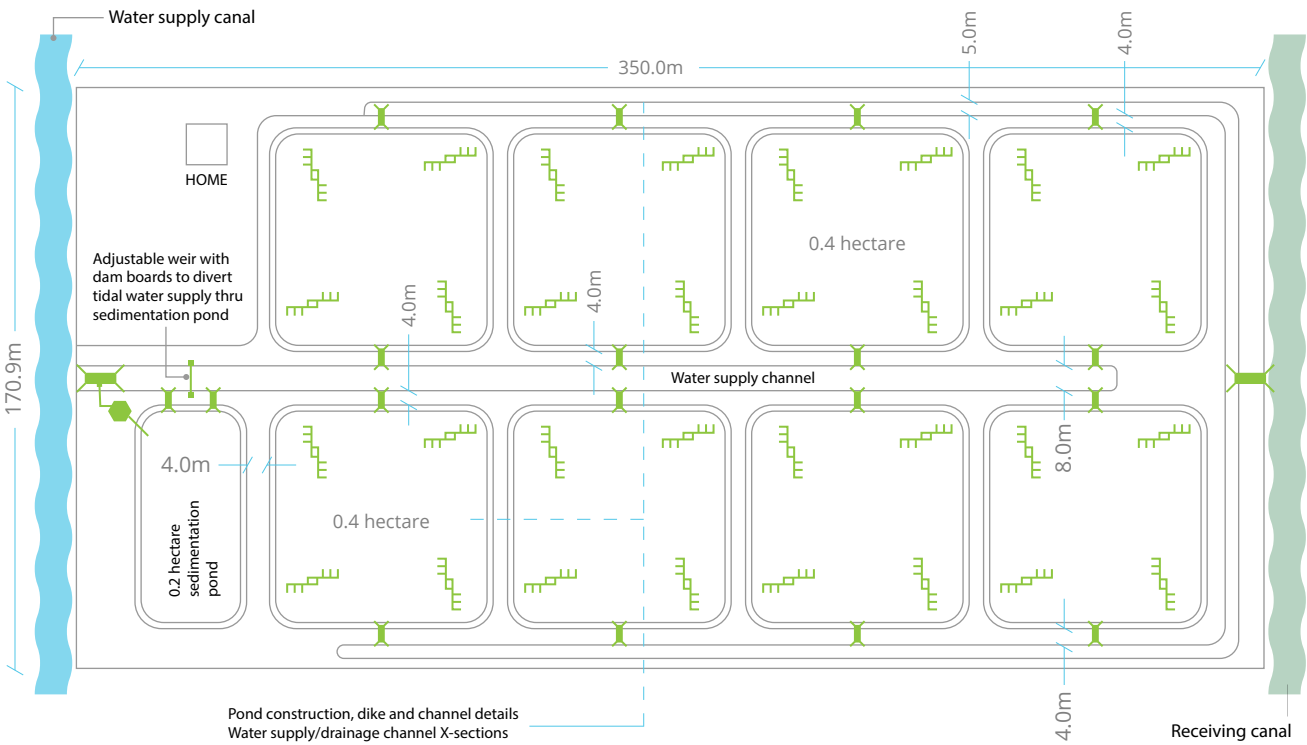 Water supply canal
350.0m
5.0m
4.0m
HOME
0.4 hectare
Adjustable weir with
dam boards to divert
tidal water supply thru
sedimentation pond
4.0m
4.0m
170.9m
Water supply channel
8.0m
4.0m
0.2 hectare
sedimentation
pond
0.4 hectare
4.0m
Pond construction, dike and channel details
Water supply/drainage channel X-sections
Receiving canal